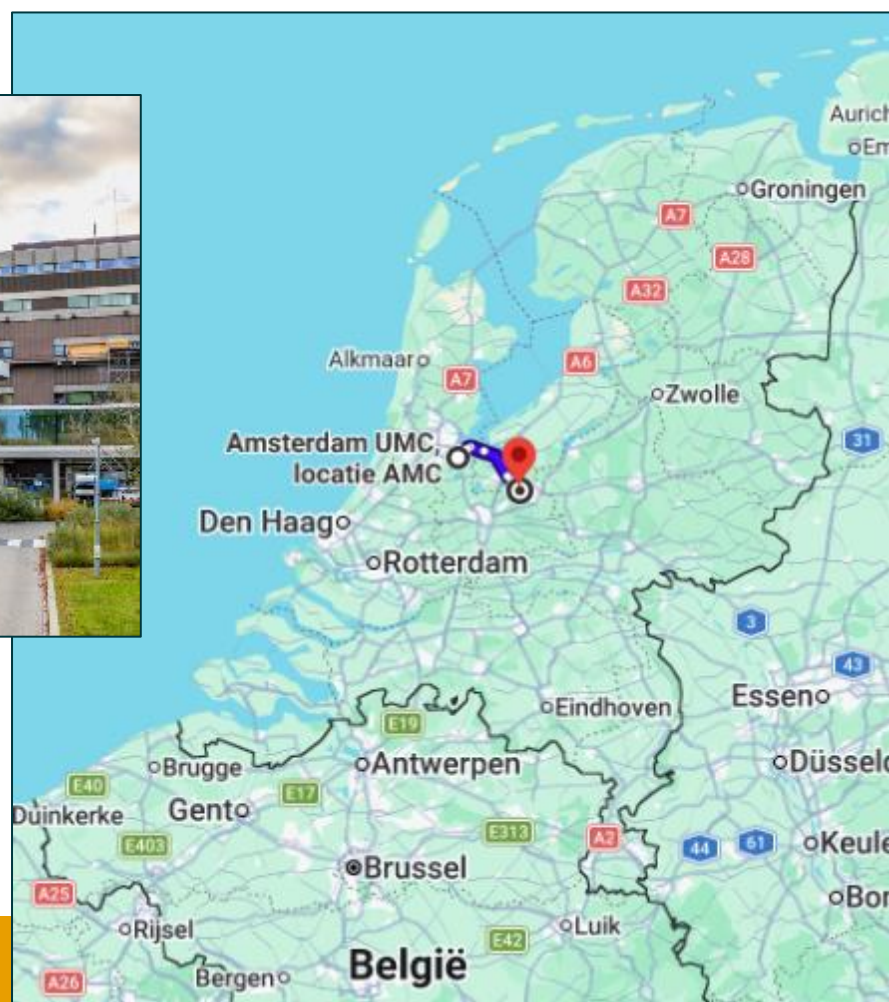 Aurich
Em
Groningen
A7
A28
A32
Alkmaar
A7
A6
Zwolle
31
Amsterdam UMC,
locatie AMC
Den Haag
Rotterdam
3
43
Essen
Eindhoven
E19
Brugge
Antwerpen
Düsseld
E40
E17
Duinkerke
Gent
E403
E313
A2
44
61
Keule
Brussel
A25
Bor
Rijsel
Luik
E42
België
Bergen
A26